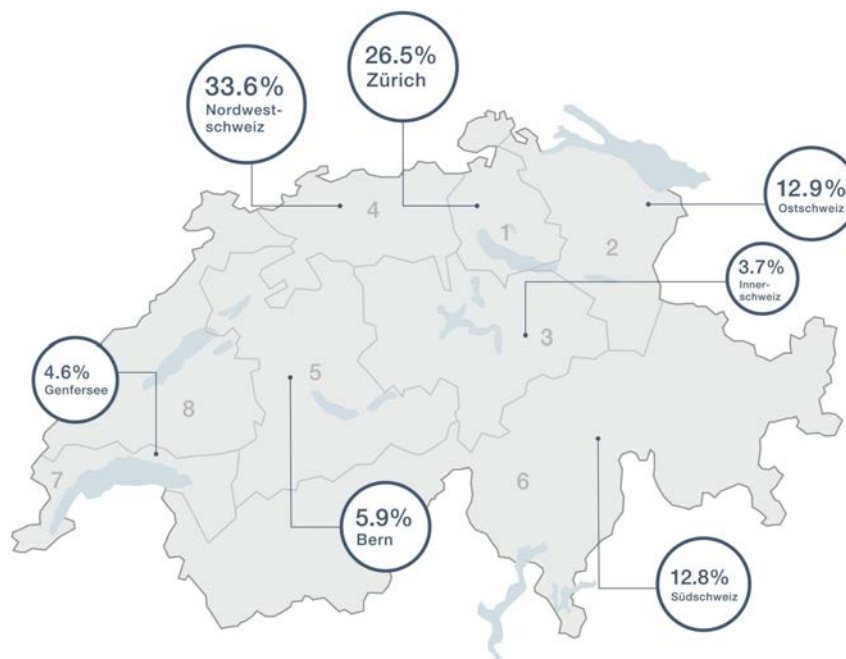 26.5%
Zürich
33.6%
Nordwest-
schweiz
12.9%
Ostschweiz
4
1
2
3.7%
Inner-
schweiz
3
4.6%
Genfersee
5
8
7
6
5.9%
Bern
12.8%
Südschweiz